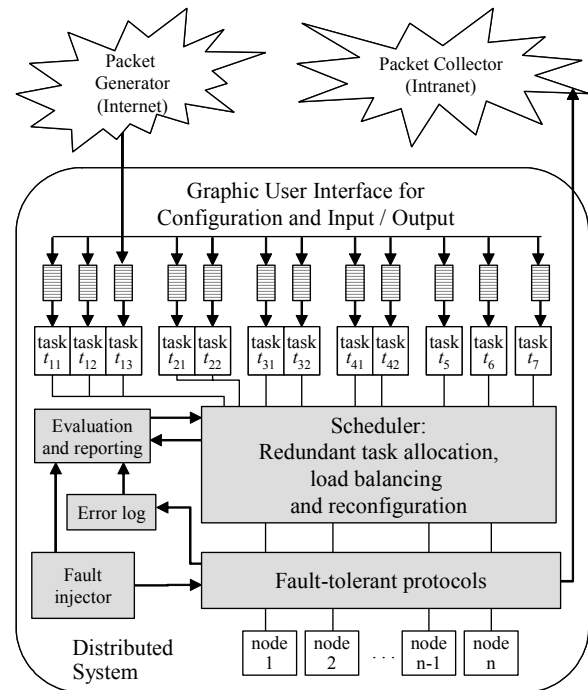 Packet
Generator
(Internet)
Packet Collector
(Intranet)
Graphic User Interface for
Configuration and Input / Output
task
t11
task
t12
task
t13
task
t21
task
t22
task
t31
task
t32
task
t41
task
t42
task
t5
task
t6
task
t7
Evaluation
and reporting
Scheduler:
Redundant task allocation,
load balancing
and reconfiguration
Error log
Fault
injector
Fault-tolerant protocols
Distributed
System
node
1
node
2
. . .
node
n-1
node
n